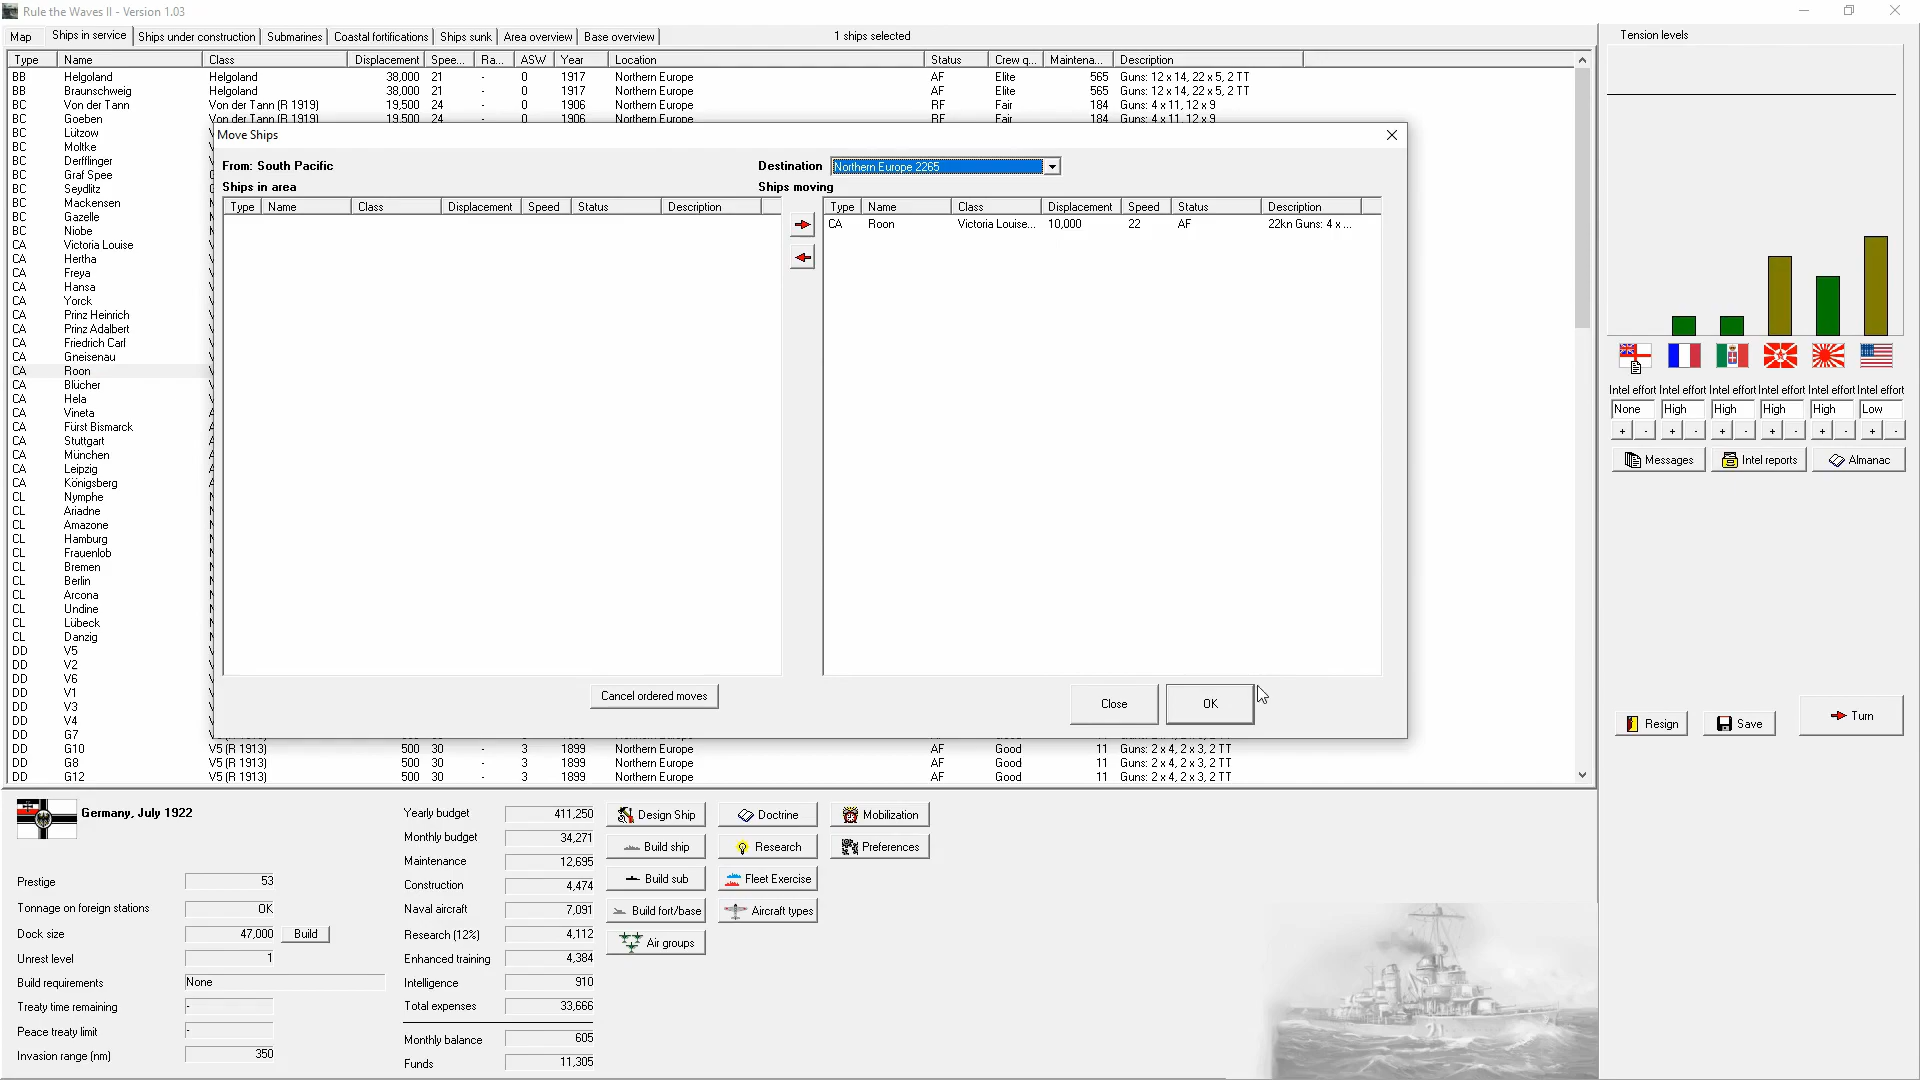 Rule the Waves II - Version 1.03
Map Ships in service Ships under construction Submarines Coastal fortifications Ships sunk Area overview Base overview 1 ships selected
Type Name Class Displacement Spee... Ra... ASW Year Location Status Crew q... Maintena... Description
BB Helgoland Helgoland 38,000 21 - 0 1917 Northern Europe AF Elite 565 Guns: 12 x 14, 22 x 5, 2 TT
BB Braunschweig Helgoland 38,000 21 - 0 1917 Northern Europe AF Elite 565 Guns: 12 x 14, 22 x 5, 2 TT
BC Von der Tann Von der Tann (R 1919) 19,500 24 - 0 1906 Northern Europe RF Fair 184 Guns: 4 x 11, 12 x 9
BC Goeben Von der Tann (R 1919) 19,500 24 - 0 1906 Northern Europe RF Fair 184 Guns: 4 x 11, 12 x 9
BC Lützow
BC Moltke
BC Derfflinger
BC Graf Spee
BC Seydlitz
BC Mackensen
BC Gazelle
BC Niobe
CA Victoria Louise
CA Hertha
CA Freya
CA Hansa
CA Yorck
CA Prinz Heinrich
CA Prinz Adalbert
CA Friedrich Carl
CA Gneisenau
CA Roon
CA Blücher
CA Hela
CA Vineta
CA Fürst Bismarck
CA Stuttgart
CA München
CA Leipzig
CA Königsberg
CL Nymphe
CL Ariadne
CL Amazone
CL Hamburg
CL Frauenlob
CL Bremen
CL Berlin
CL Arcona
CL Undine
CL Lübeck
CL Danzig
DD V5
DD V2
DD V6
DD V1
DD V3
DD V4
DD G7
DD G10 V5 (R 1913) 500 30 - 3 1899 Northern Europe AF Good 11 Guns: 2 x 4, 2 x 3, 2 TT
DD G8 V5 (R 1913) 500 30 - 3 1899 Northern Europe AF Good 11 Guns: 2 x 4, 2 x 3, 2 TT
DD G12 V5 (R 1913) 500 30 - 3 1899 Northern Europe AF Good 11 Guns: 2 x 4, 2 x 3, 2 TT
Move Ships
From: South Pacific Destination Northern Europe 2265
Ships in area Ships moving
Type Name Class Displacement Speed Status Description Type Name Class Displacement Speed Status Description
CA Roon Victoria Louise... 10,000 22 AF 22kn Guns: 4 x ...
Cancel ordered moves Close OK
Tension levels
Intel effort Intel effort Intel effort Intel effort Intel effort Intel effort
None High High High High Low
+ - + - + - + - + - + -
Messages Intel reports Almanac
Resign Save Turn
Germany, July 1922
Prestige 53
Tonnage on foreign stations OK
Dock size 47,000 Build
Unrest level 1
Build requirements None
Treaty time remaining -
Peace treaty limit -
Invasion range (nm) 350
Yearly budget 411,250
Monthly budget 34,271
Maintenance 12,695
Construction 4,474
Naval aircraft 7,091
Research (12%) 4,112
Enhanced training 4,384
Intelligence 910
Total expenses 33,666
Monthly balance 605
Funds 11,305
Design Ship Doctrine Mobilization
Build ship Research Preferences
Build sub Fleet Exercise
Build fort/base Aircraft types
Air groups